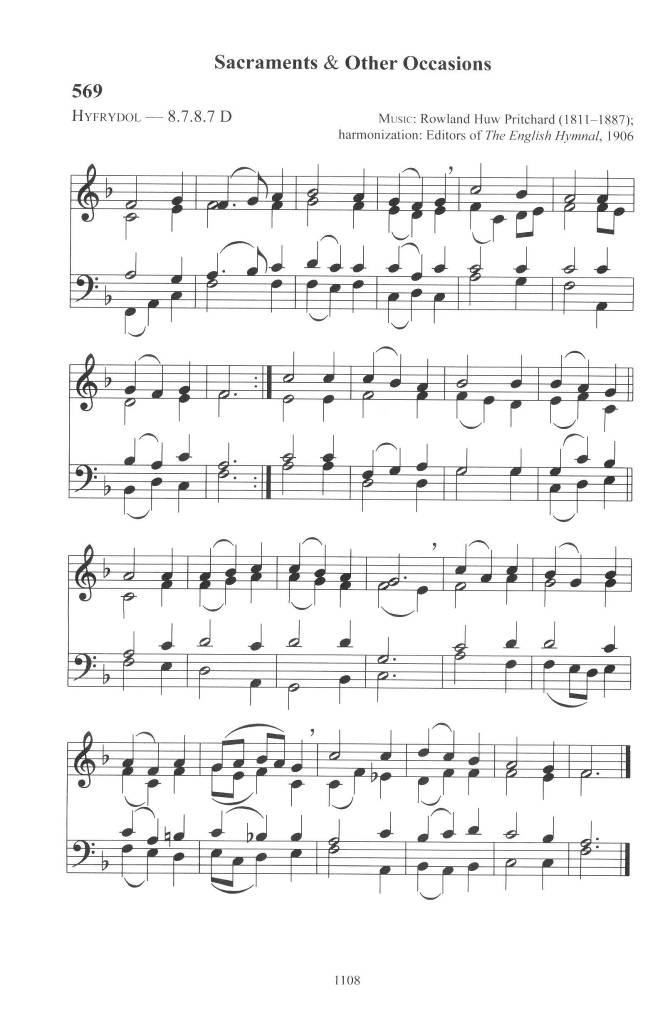 Sacraments & Other Occasions
569
HYFRYDOL — 8.7.8.7 D
MUSIC: Rowland Huw Pritchard (1811–1887);
harmonization: Editors of The English Hymnal, 1906
1108